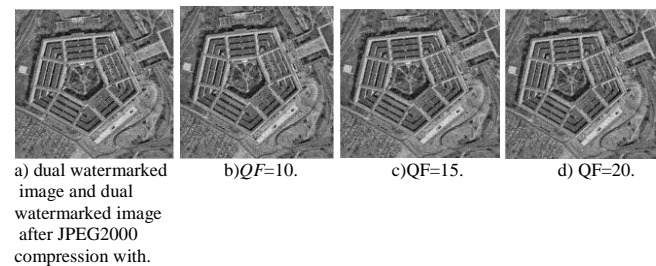 a) dual watermarked
image and dual
watermarked image
after JPEG2000
compression with.
b)QF=10.
c)QF=15.
d) QF=20.